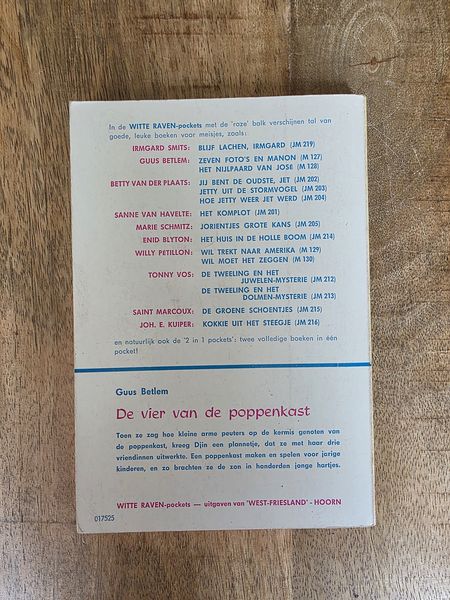 In de WITTE RAVEN-pockets met de 'roze' balk verschijnen tal van
goede, leuke boeken voor meisjes, zoals:
IRMGARD SMITS: BLIJF LACHEN, IRMGARD (JM 219)
GUUS BETLEM: ZEVEN FOTO'S EN MANON (M 127)
HET NIJLPAARD VAN JOSE (M 128)
BETTY VAN DER PLAATS: JIJ BENT DE OUDSTE, JET (JM 202)
JETTY UIT DE STORMVOGEL (JM 203)
HOE JETTY WEER JET WERD (JM 204)
SANNE VAN HAVELTE: HET KOMPLOT (JM 201)
MARIE SCHMITZ: JORIENTJES GROTE KANS (JM 205)
ENID BLYTON: HET HUIS IN DE HOLLE BOOM (JM 214)
WILLY PETILLON: WIL TREKT NAAR AMERIKA (M 129)
WIL MOET HET ZEGGEN (M 130)
TONNY VOS: DE TWEELING EN HET
JUWELEN-MYSTERIE (JM 212)
DE TWEELING EN HET
DOLMEN-MYSTERIE (JM 213)
SAINT MARCOUX: DE GROENE SCHOENTJES (JM 215)
JOH. E. KUIPER: KOKKIE UIT HET STEEGJE (JM 216)
en natuurlijk ook de '2 in 1 pockets': twee volledige boeken in één
pocket!
Guus Betlem
De vier van de poppenkast
Toen ze zag hoe kleine arme peuters op de kermis genoten van
de poppenkast, kreeg Djin een plannetje, dat ze met haar drie
vriendinnen uitwerkte. Een poppenkast maken en spelen voor jarige
kinderen, en zo brachten ze de zon in honderden jonge hartjes.
WITTE RAVEN-pockets — uitgaven van 'WEST-FRIESLAND' - HOORN
017525